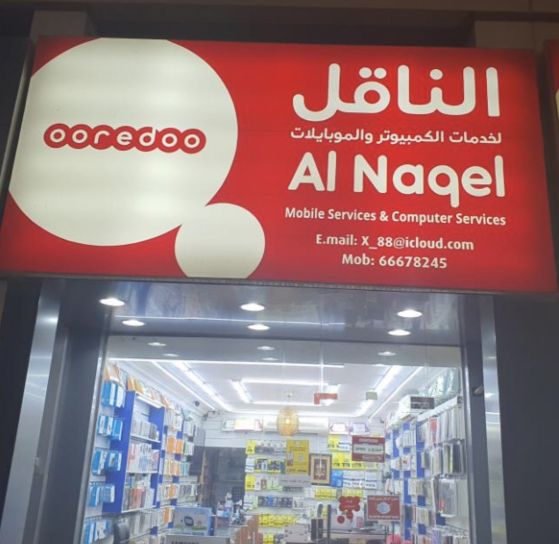 ooredoo
الناقل
لخدمات الكمبيوتر والموبايلات
Al Naqel
Mobile Services & Computer Services
E.mail: X_88@icloud.com
Mob: 66678245